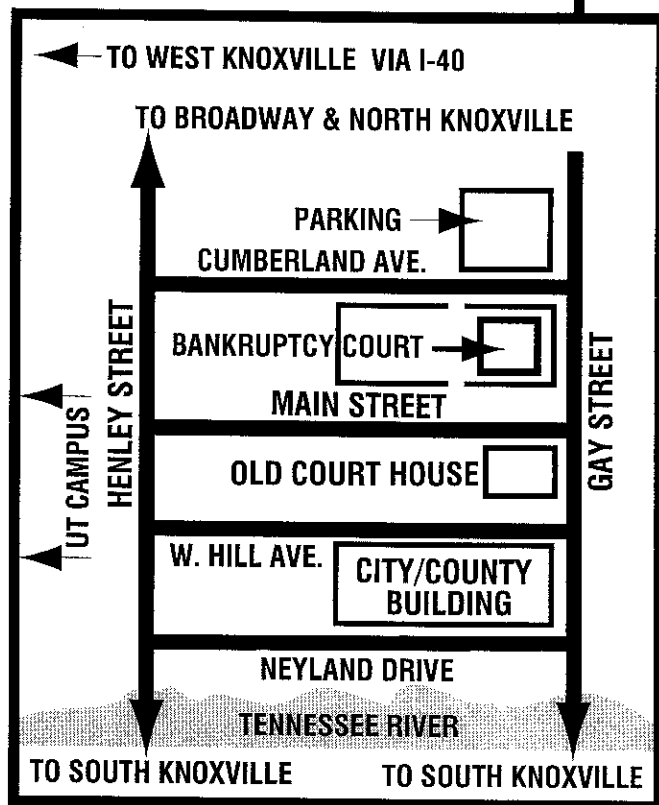 TO WEST KNOXVILLE VIA I-40
TO BROADWAY & NORTH KNOXVILLE
PARKING
CUMBERLAND AVE.
BANKRUPTCY COURT
MAIN STREET
HENLEY STREET
GAY STREET
UT CAMPUS
OLD COURT HOUSE
W. HILL AVE.
CITY/COUNTY
BUILDING
NEYLAND DRIVE
TENNESSEE RIVER
TO SOUTH KNOXVILLE
TO SOUTH KNOXVILLE